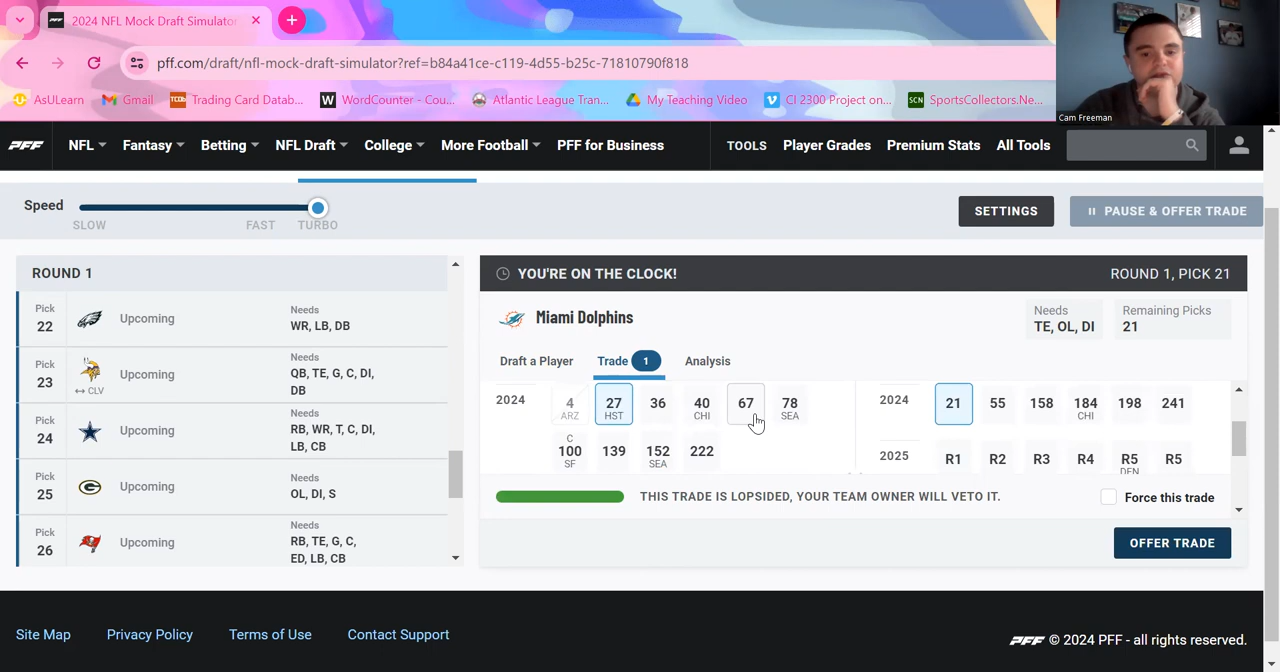 2024 NFL Mock Draft Simulator
pff.com/draft/nfl-mock-draft-simulator?ref=b84a41ce-c119-4d55-b25c-71810790f818
AsULearn Gmail Trading Card Datab... WordCounter - Cou... Atlantic League Tran... My Teaching Video CI 2300 Project on... SportsCollectors.Ne...
Cam Freeman
PFF NFL Fantasy Betting NFL Draft College More Football PFF for Business TOOLS Player Grades Premium Stats All Tools
Speed
SLOW FAST TURBO
SETTINGS PAUSE & OFFER TRADE
ROUND 1
Pick 22 Upcoming Needs
WR, LB, DB
Pick 23 CLV Upcoming Needs
QB, TE, G, C, DI,
DB
Pick 24 Upcoming Needs
RB, WR, T, C, DI,
LB, CB
Pick 25 Upcoming Needs
OL, DI, S
Pick 26 Upcoming Needs
RB, TE, G, C,
ED, LB, CB
YOU'RE ON THE CLOCK! ROUND 1, PICK 21
Miami Dolphins
Needs
TE, OL, DI
Remaining Picks
21
Draft a Player Trade 1 Analysis
2024 4 27 36 40 67 78
ARZ HST CHI SEA
C
100 139 152 222
SF SEA
2024 21 55 158 184 198 241
CHI
2025 R1 R2 R3 R4 R5 R5
DEN
THIS TRADE IS LOPSIDED, YOUR TEAM OWNER WILL VETO IT. Force this trade
OFFER TRADE
Site Map Privacy Policy Terms of Use Contact Support
PFF © 2024 PFF - all rights reserved.